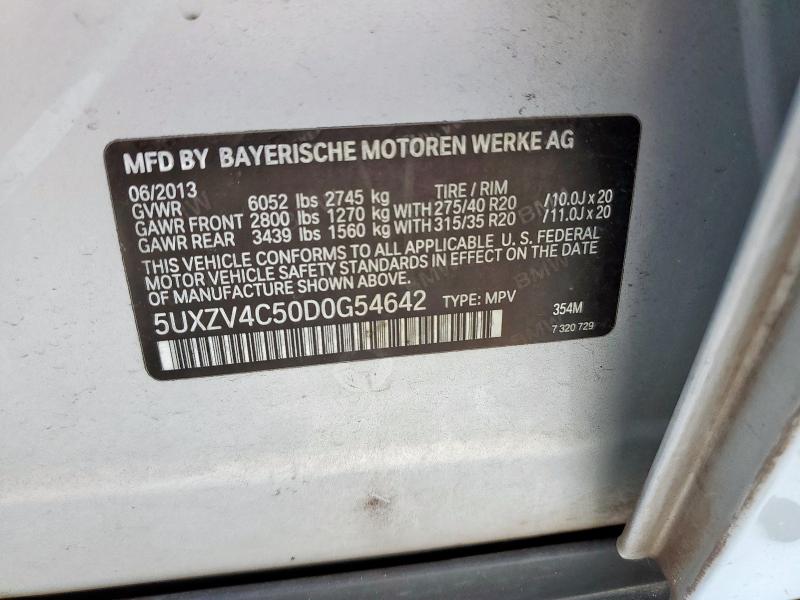 MFD BY BAYERISCHE MOTOREN WERKE AG
06/2013 TIRE / RIM
GVWR 6052 lbs 2745 kg
GAWR FRONT 2800 lbs 1270 kg WITH 275/40 R20 /10.0J x 20
GAWR REAR 3439 lbs 1560 kg WITH 315/35 R20 /11.0J x 20
THIS VEHICLE CONFORMS TO ALL APPLICABLE U. S. FEDERAL
MOTOR VEHICLE SAFETY STANDARDS IN EFFECT ON THE DATE
OF MANUFACTURE SHOWN ABOVE.
5UXZV4C50D0G54642 TYPE: MPV 354M
7 320 729